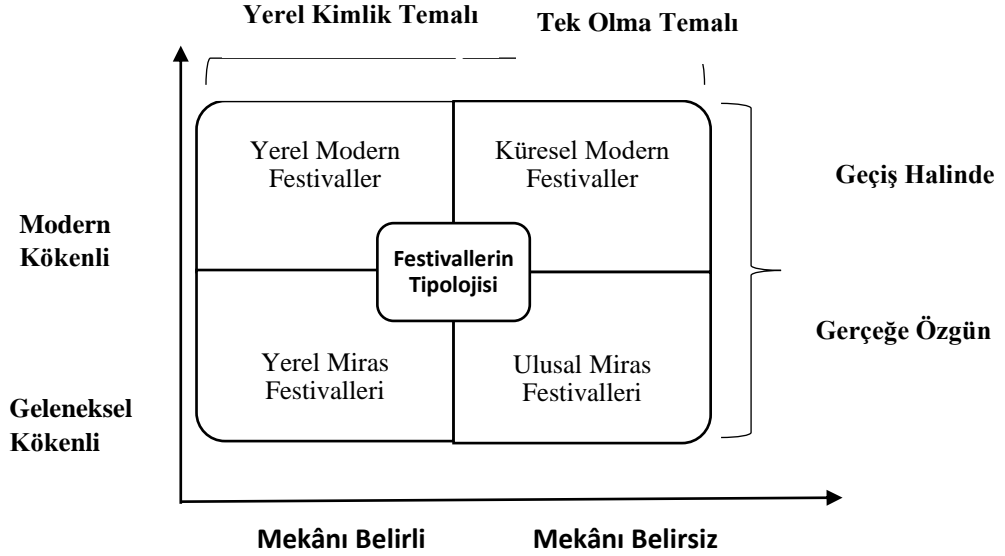 Yerel Kimlik Temalı
Tek Olma Temalı
Yerel Modern
Festivaller
Küresel Modern
Festivaller
Geçiş Halinde
Modern
Kökenli
Festivallerin
Tipolojisi
Gerçeğe Özgün
Yerel Miras
Festivalleri
Ulusal Miras
Festivalleri
Geleneksel
Kökenli
Mekânı Belirli
Mekânı Belirsiz